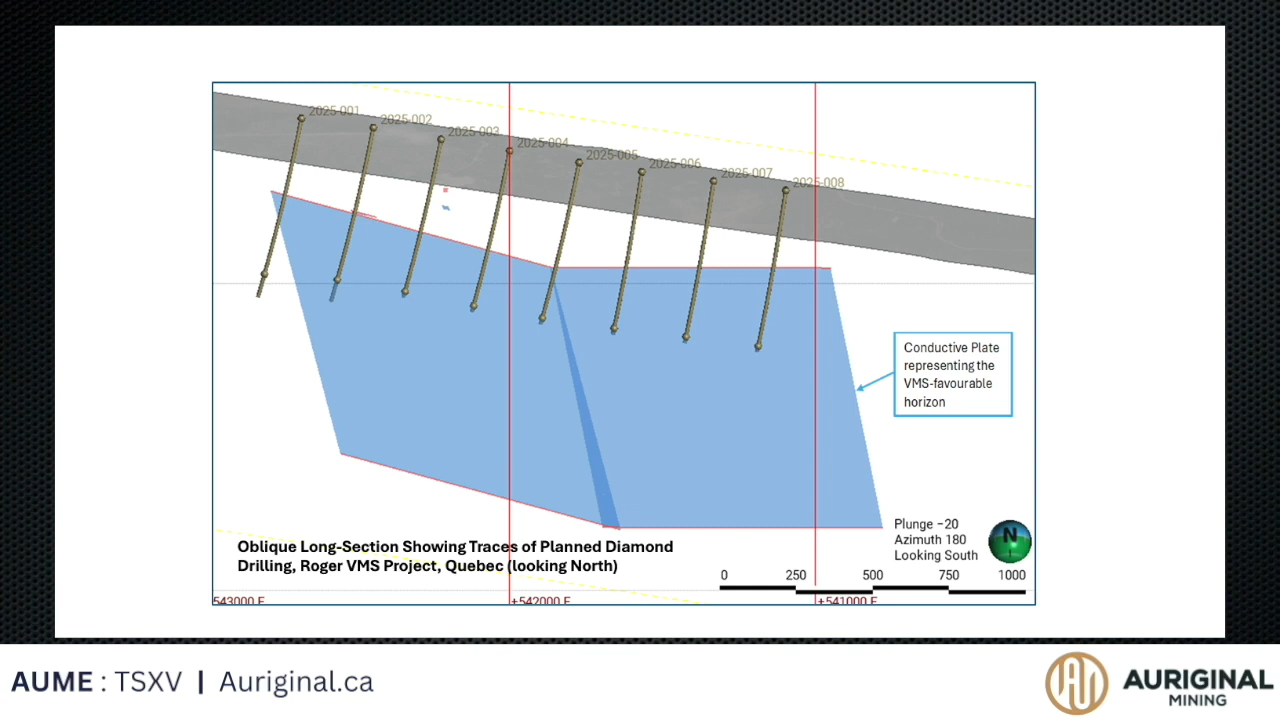 2025-001
2025-002
2025-003
2025-004
2025-005
2025-006
2025-007
2025-008
Conductive Plate
representing the
VMS-favourable
horizon
Plunge −20
Azimuth 180
Looking South
N
Oblique Long-Section Showing Traces of Planned Diamond
Drilling, Roger VMS Project, Quebec (looking North)
0 250 500 750 1000
543000 E +542000 E +541000 E
AUME : TSXV | Auriginal.ca
AURIGINAL
MINING